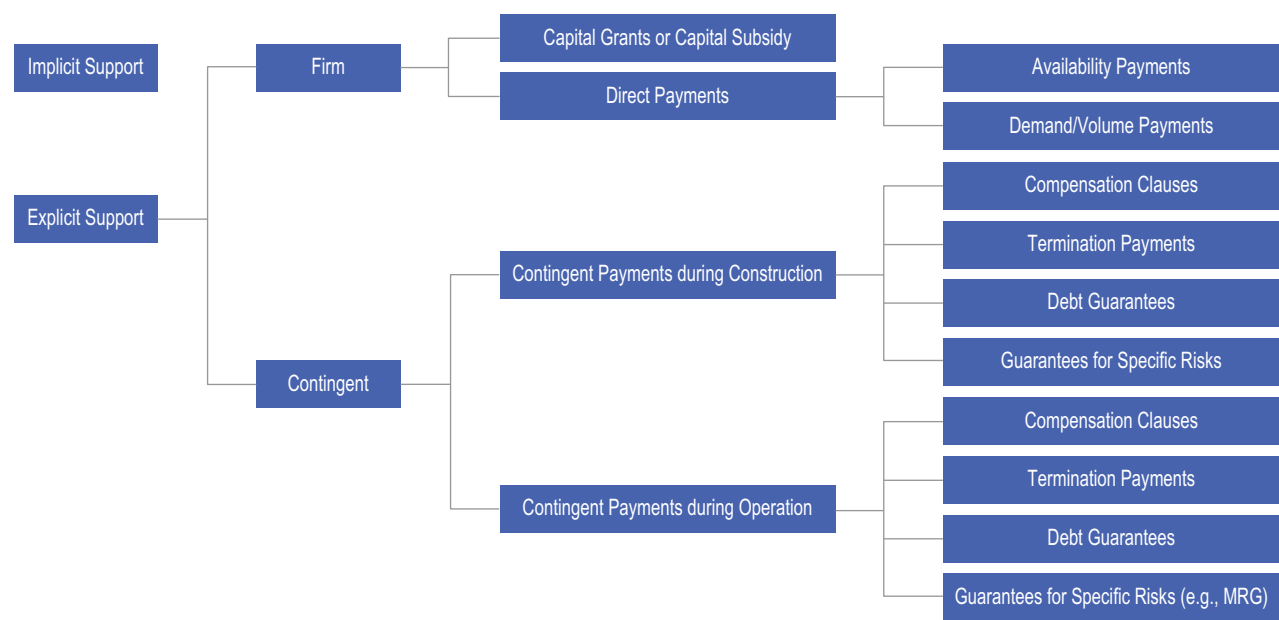 Implicit Support
Explicit Support
Firm
Contingent
Capital Grants or Capital Subsidy
Direct Payments
Contingent Payments during Construction
Contingent Payments during Operation
Availability Payments
Demand/Volume Payments
Compensation Clauses
Termination Payments
Debt Guarantees
Guarantees for Specific Risks
Compensation Clauses
Termination Payments
Debt Guarantees
Guarantees for Specific Risks (e.g., MRG)